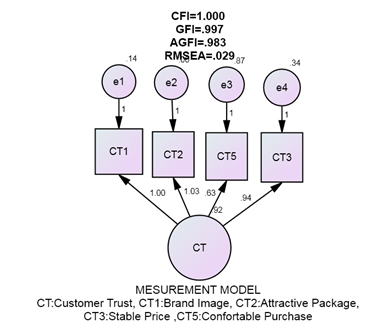 CFI=1.000
GFI=.997
AGFI=.983
RMSEA=.029
.14
.87
.34
e1
e2
e3
e4
1
1
1
1
CT1
CT2
CT5
CT3
1.00
1.03
.63
.94
.92
CT
MESUREMENT MODEL
CT:Customer Trust, CT1:Brand Image, CT2:Attractive Package,
CT3:Stable Price ,CT5:Confortable Purchase